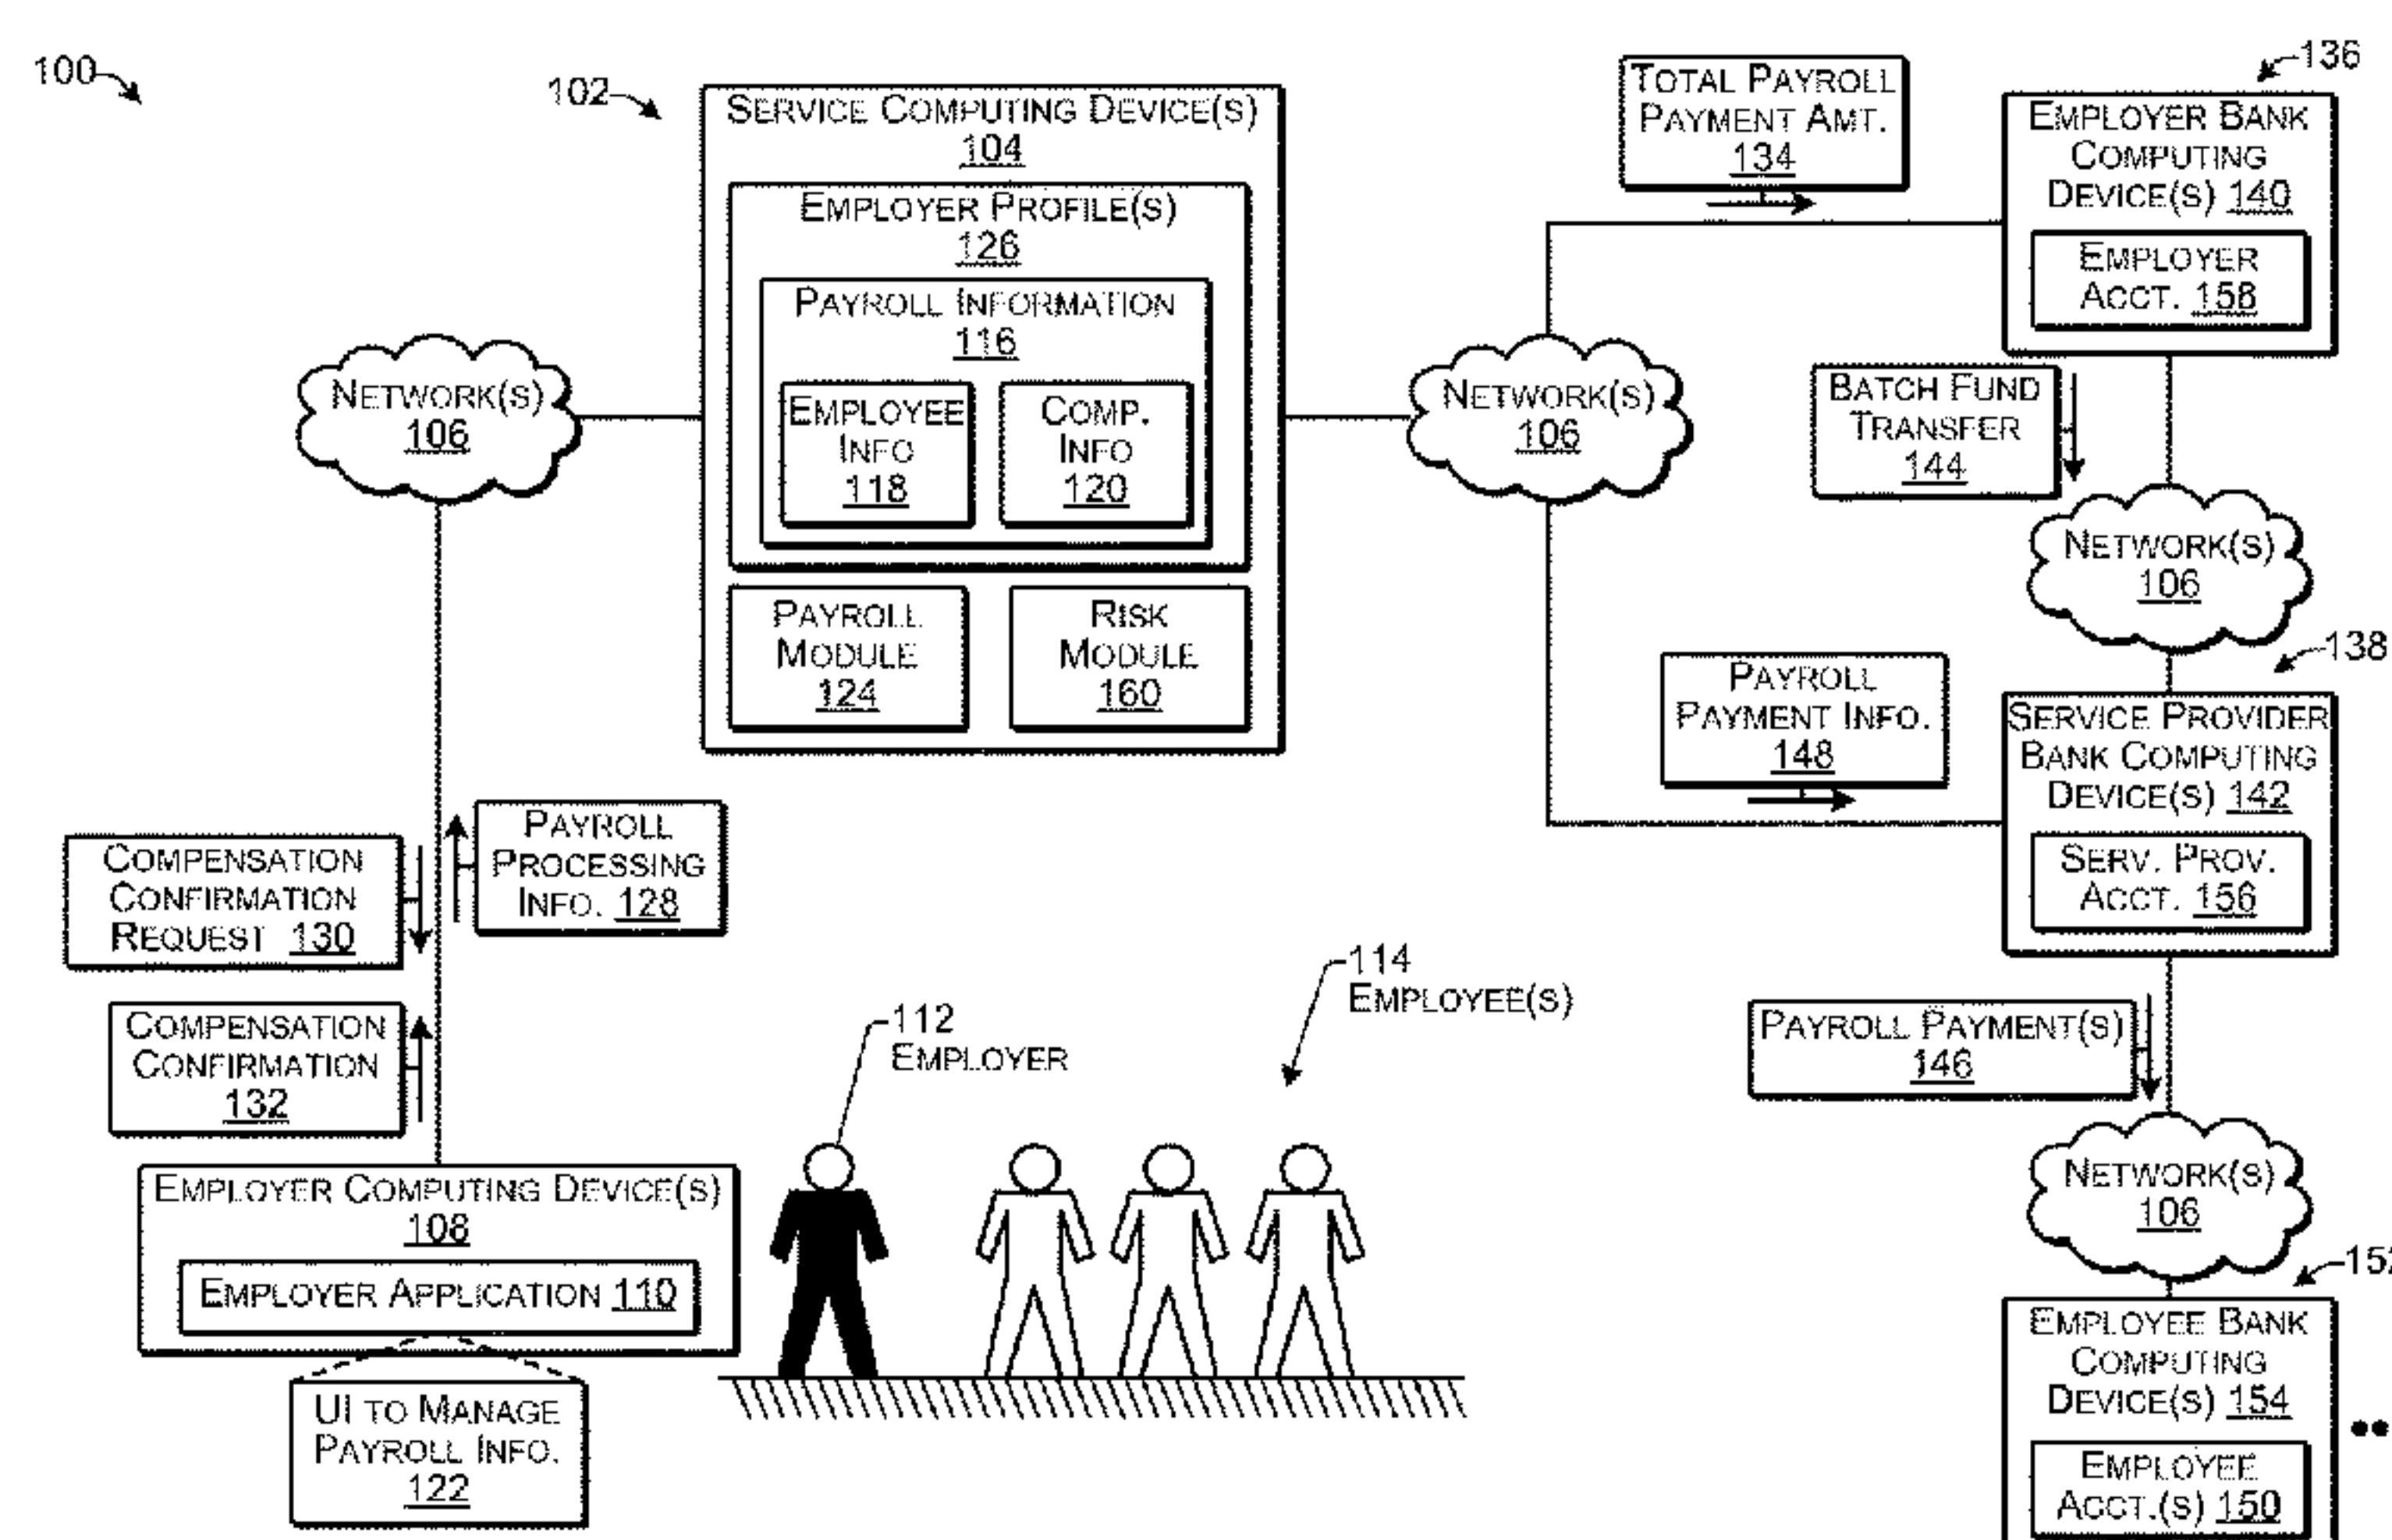 100
102
SERVICE COMPUTING DEVICE(S)
104
EMPLOYER PROFILE(S)
126
PAYROLL INFORMATION
116
EMPLOYEE
INFO
118
COMP.
INFO
120
PAYROLL
MODULE
124
RISK
MODULE
160
NETWORK(S)
106
NETWORK(S)
106
TOTAL PAYROLL
PAYMENT AMT.
134
136
EMPLOYER BANK
COMPUTING
DEVICE(S) 140
EMPLOYER
ACCT. 158
BATCH FUND
TRANSFER
144
NETWORK(S)
106
138
PAYROLL
PAYMENT INFO.
148
SERVICE PROVIDER
BANK COMPUTING
DEVICE(S) 142
SERV. PROV.
ACCT. 156
PAYROLL PAYMENT(S)
146
NETWORK(S)
106
152
EMPLOYEE BANK
COMPUTING
DEVICE(S) 154
EMPLOYEE
ACCT.(S) 150
COMPENSATION
CONFIRMATION
REQUEST 130
PAYROLL
PROCESSING
INFO. 128
COMPENSATION
CONFIRMATION
132
EMPLOYER COMPUTING DEVICE(S)
108
EMPLOYER APPLICATION 110
UI TO MANAGE
PAYROLL INFO.
122
112
EMPLOYER
114
EMPLOYEE(S)